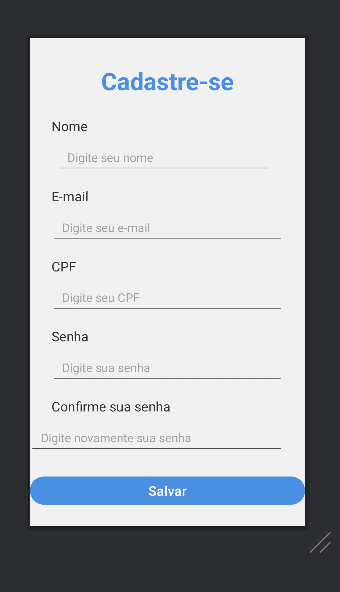 Cadastre-se
Nome
Digite seu nome
E-mail
Digite seu e-mail
CPF
Digite seu CPF
Senha
Digite sua senha
Confirme sua senha
Digite novamente sua senha
Salvar